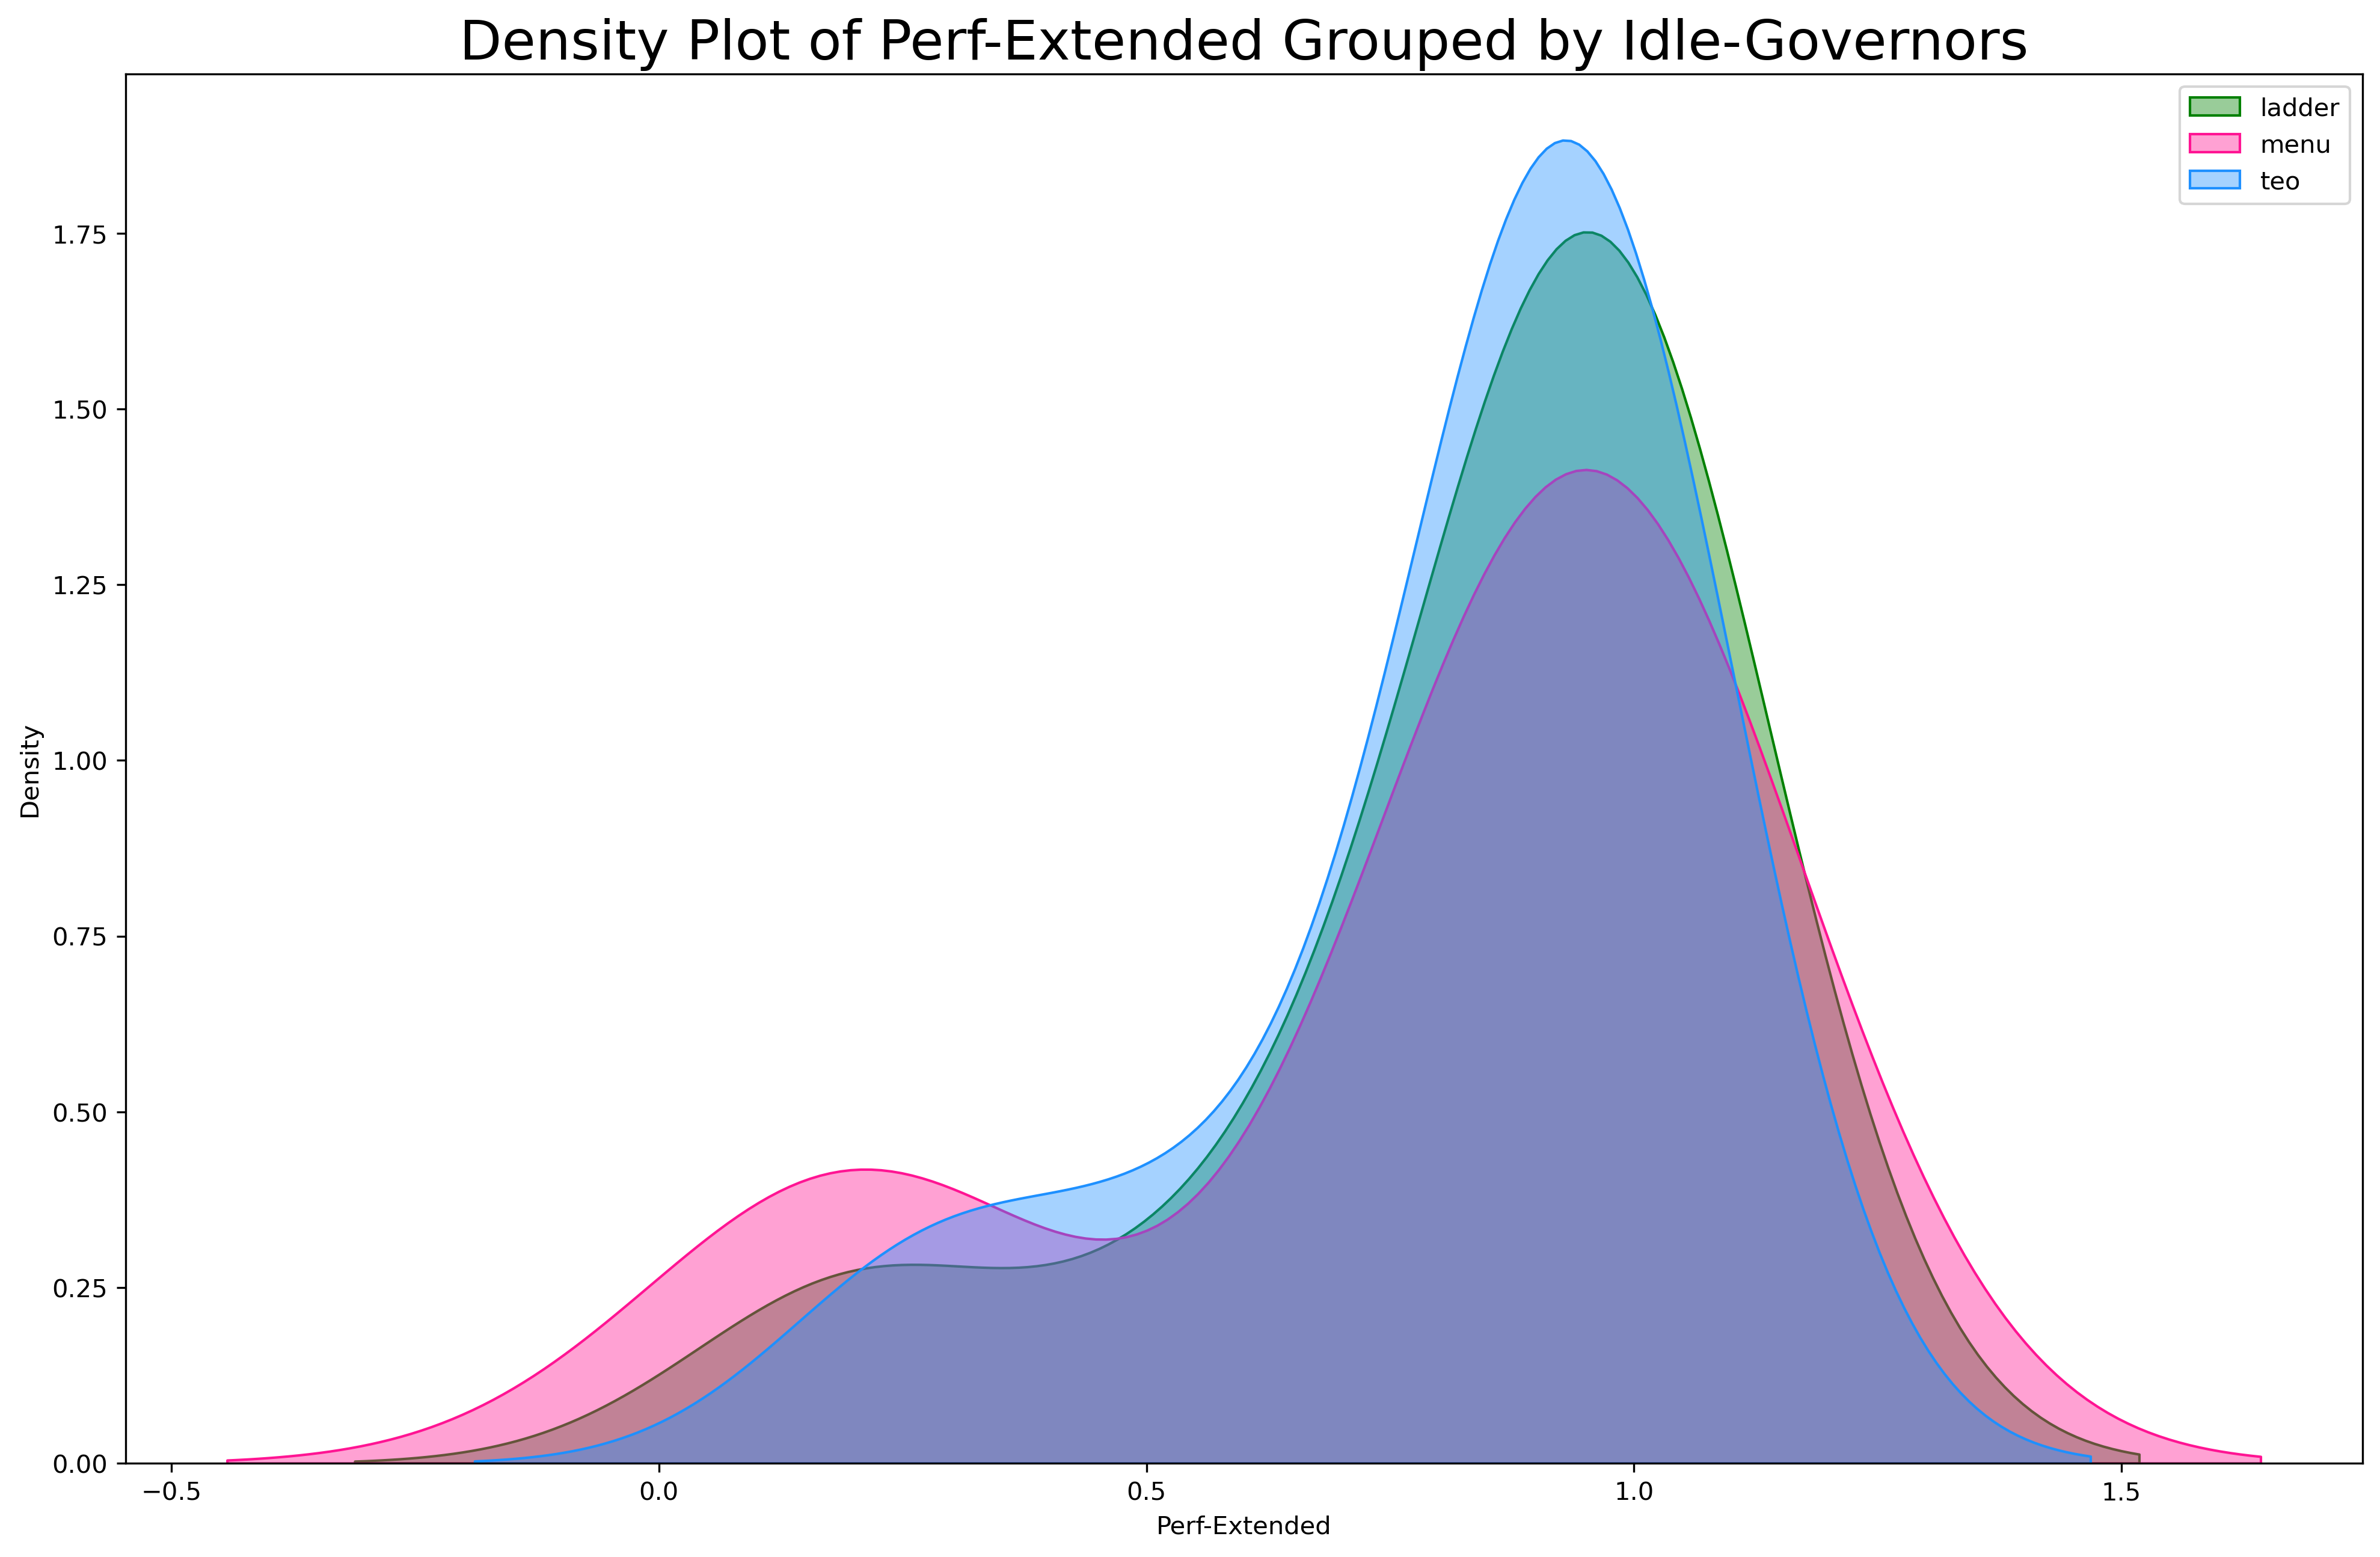 Density Plot of Perf-Extended Grouped by Idle-Governors
ladder
menu
teo
1.75
1.50
1.25
1.00
0.75
0.50
0.25
0.00
Density
−0.5
0.0
0.5
1.0
1.5
Perf-Extended